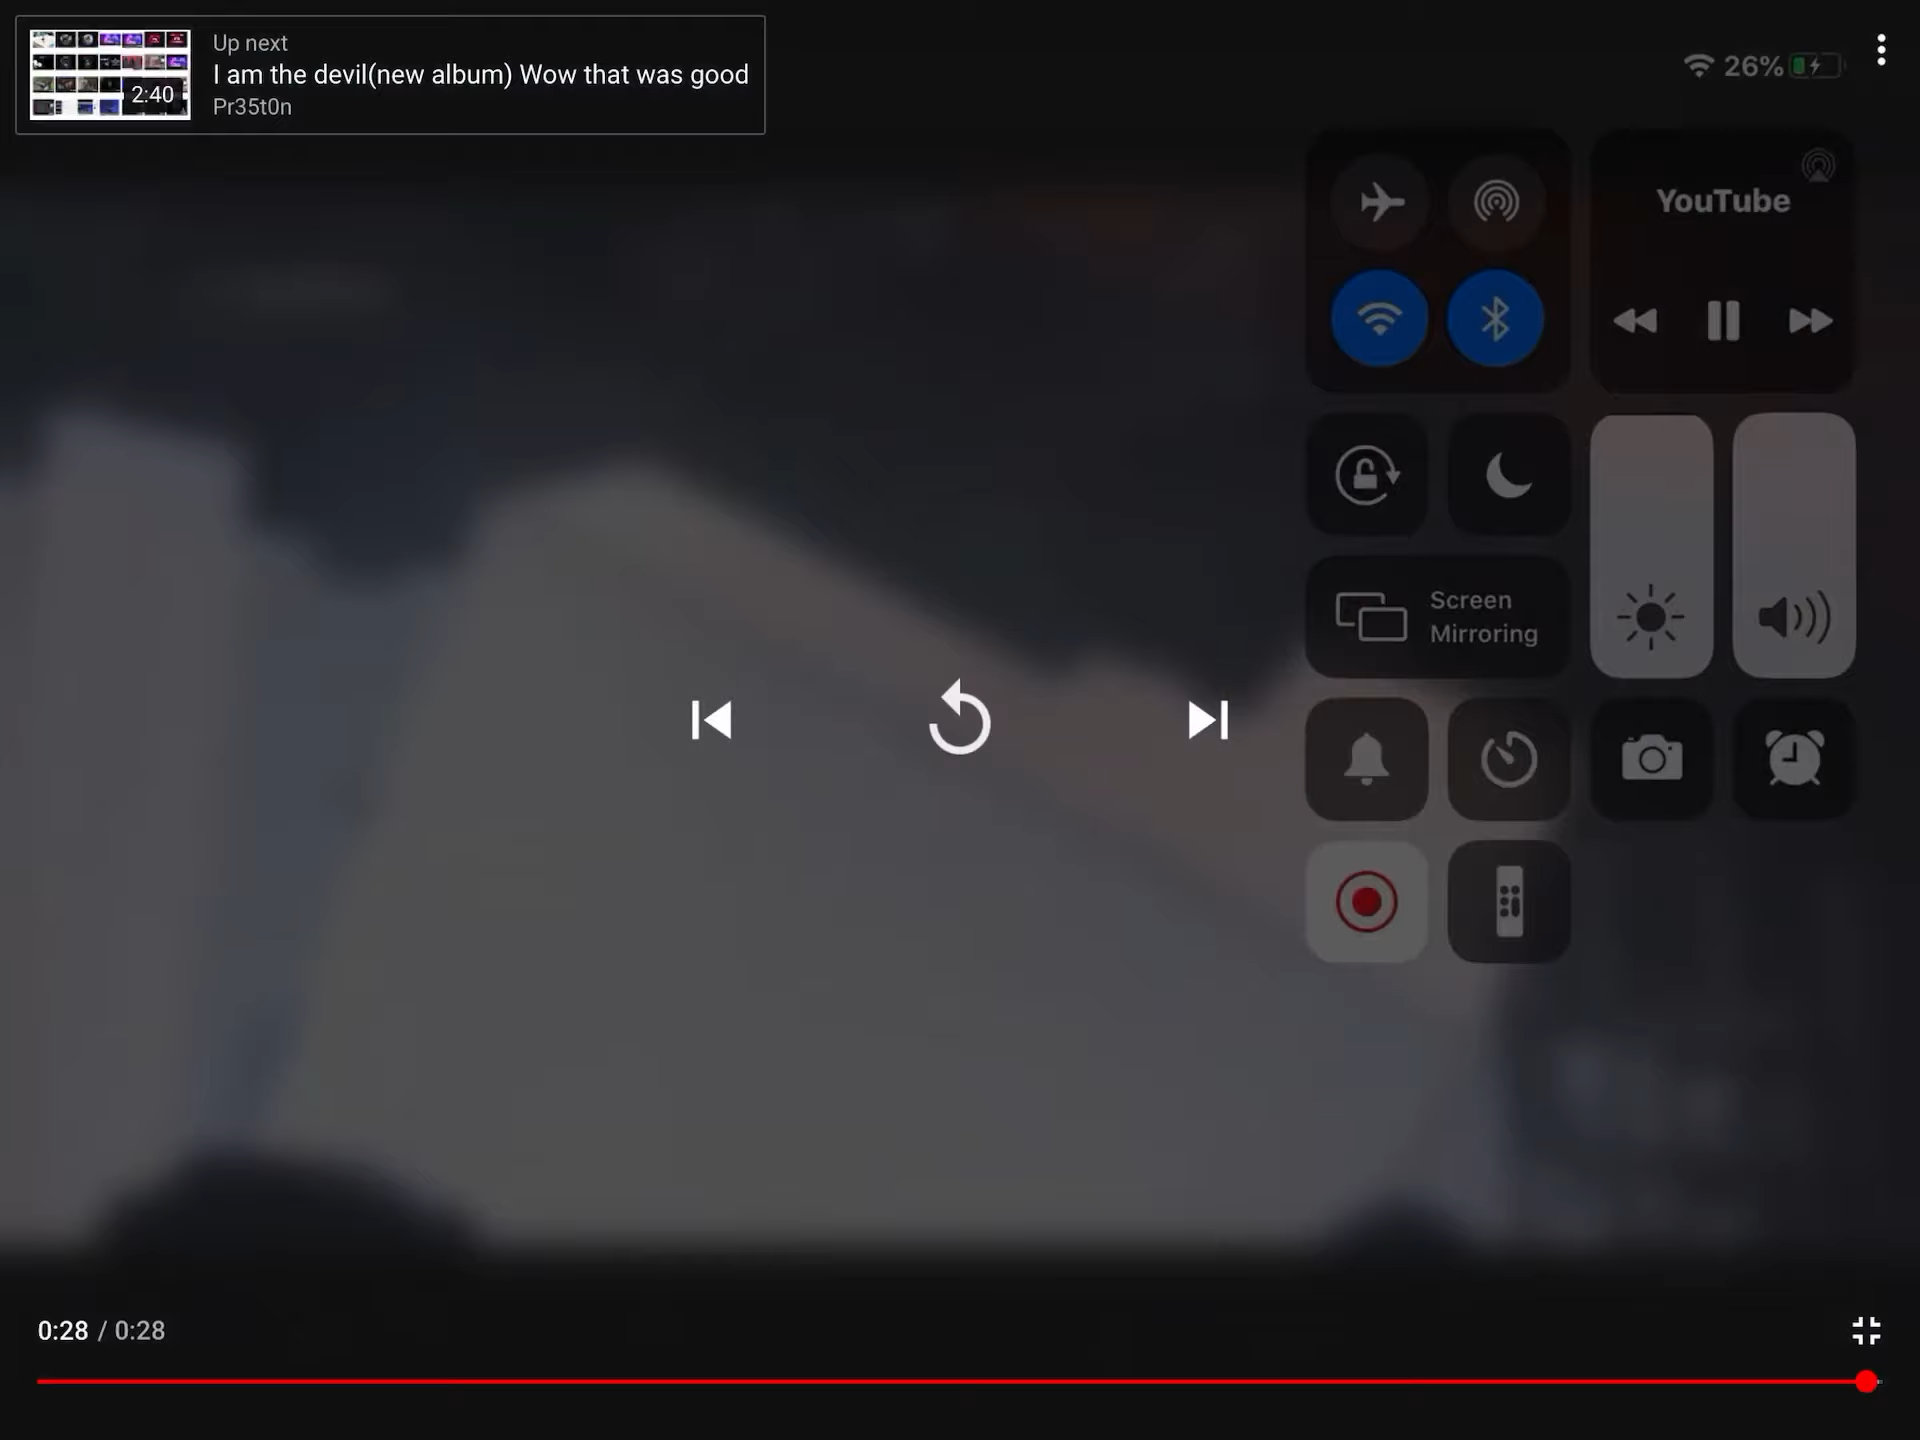 Up next
I am the devil(new album) Wow that was good
Pr35t0n
2:40
26%
YouTube
Screen
Mirroring
0:28 / 0:28